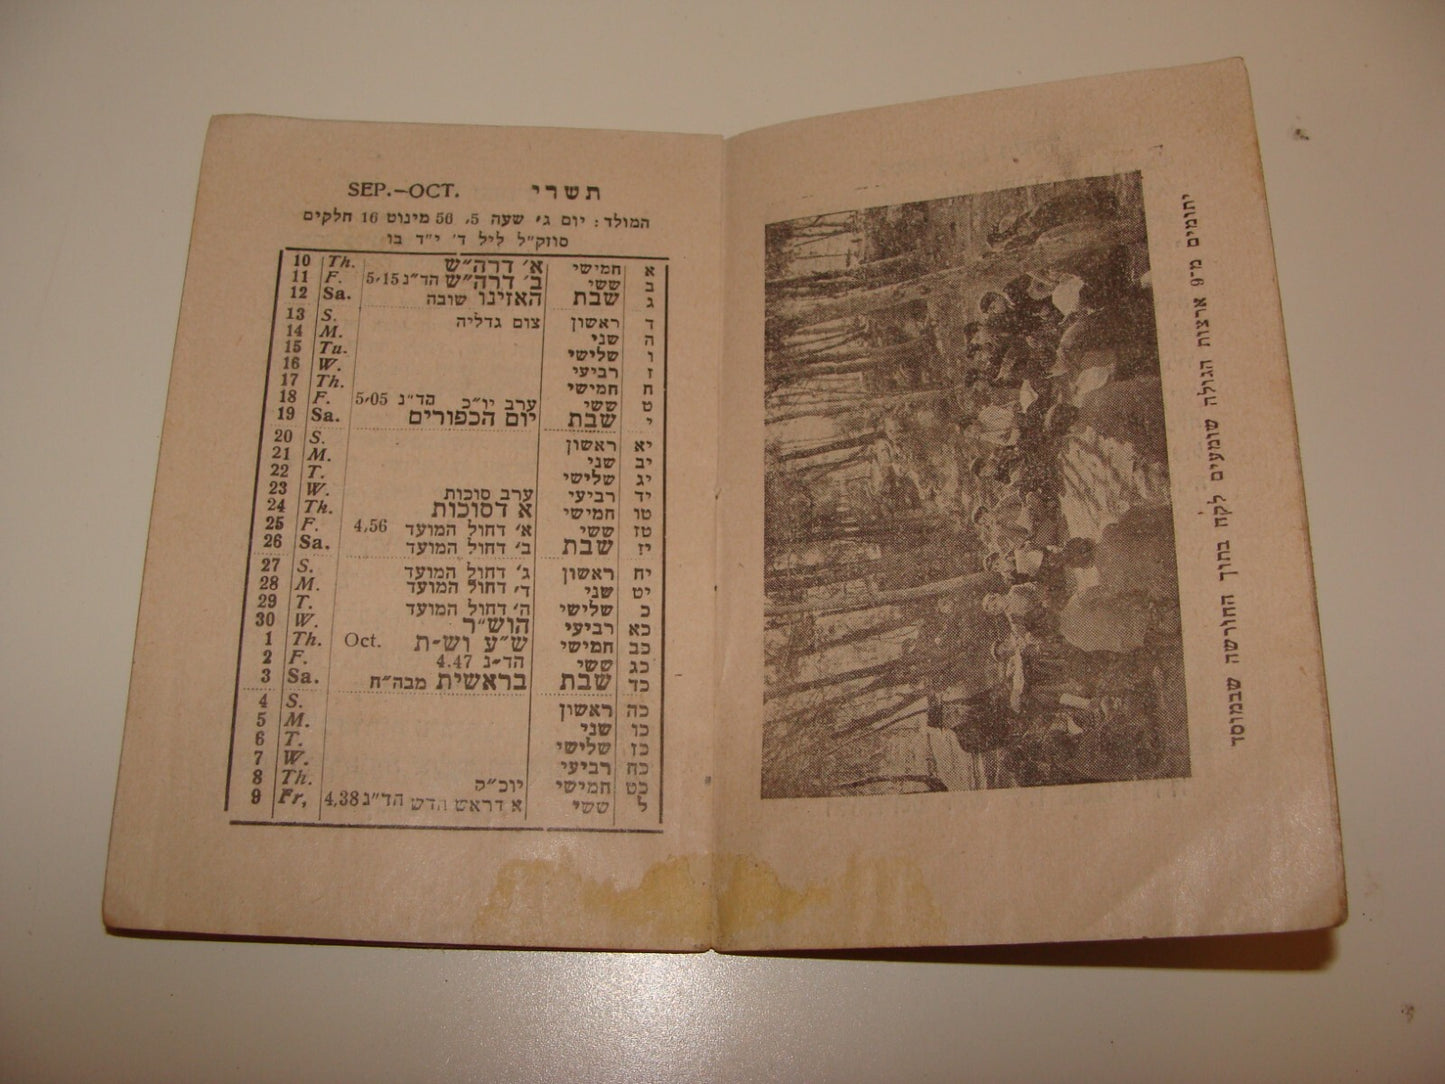 תשרי SEP.–OCT.
המולד: יום ג׳ שעה 5, 56 מינוט 16 חלקים
סוזק״ל ליל ד׳ י״ד בו
א חמישי א׳ דרה״ש Th. 10
ב ששי ב׳ דרה״ש הד״נ 5,15 F. 11
ג שבת האזינו שובה Sa. 12
ד ראשון צום גדליה S. 13
ה שני M. 14
ו שלישי Tu. 15
ז רביעי W. 16
ח חמישי Th. 17
ט ששי ערב יו״כ הד״נ 5,05 F. 18
י שבת יום הכפורים Sa. 19
יא ראשון S. 20
יב שני M. 21
יג שלישי T. 22
יד רביעי ערב סוכות W. 23
טו חמישי א דסוכות Th. 24
טז ששי א׳ דחול המועד 4,56 F. 25
יז שבת ב׳ דחול המועד Sa. 26
יח ראשון ג׳ דחול המועד S. 27
יט שני ד׳ דחול המועד M. 28
כ שלישי ה׳ דחול המועד T. 29
כא רביעי הוש״ר W. 30
כב חמישי ש״ע וש״ת Oct. Th. 1
כג ששי הד״נ 4.47 F. 2
כד שבת בראשית מבה״ח Sa. 3
כה ראשון S. 4
כו שני M. 5
כז שלישי T. 6
כח רביעי W. 7
כט חמישי יוכ״ק Th. 8
ל ששי א דראש חדש הד״נ 4,38 Fr, 9
יתומים מ־9 ארצות הגולה שומעים לקח בתוך החורשה שבמוסד